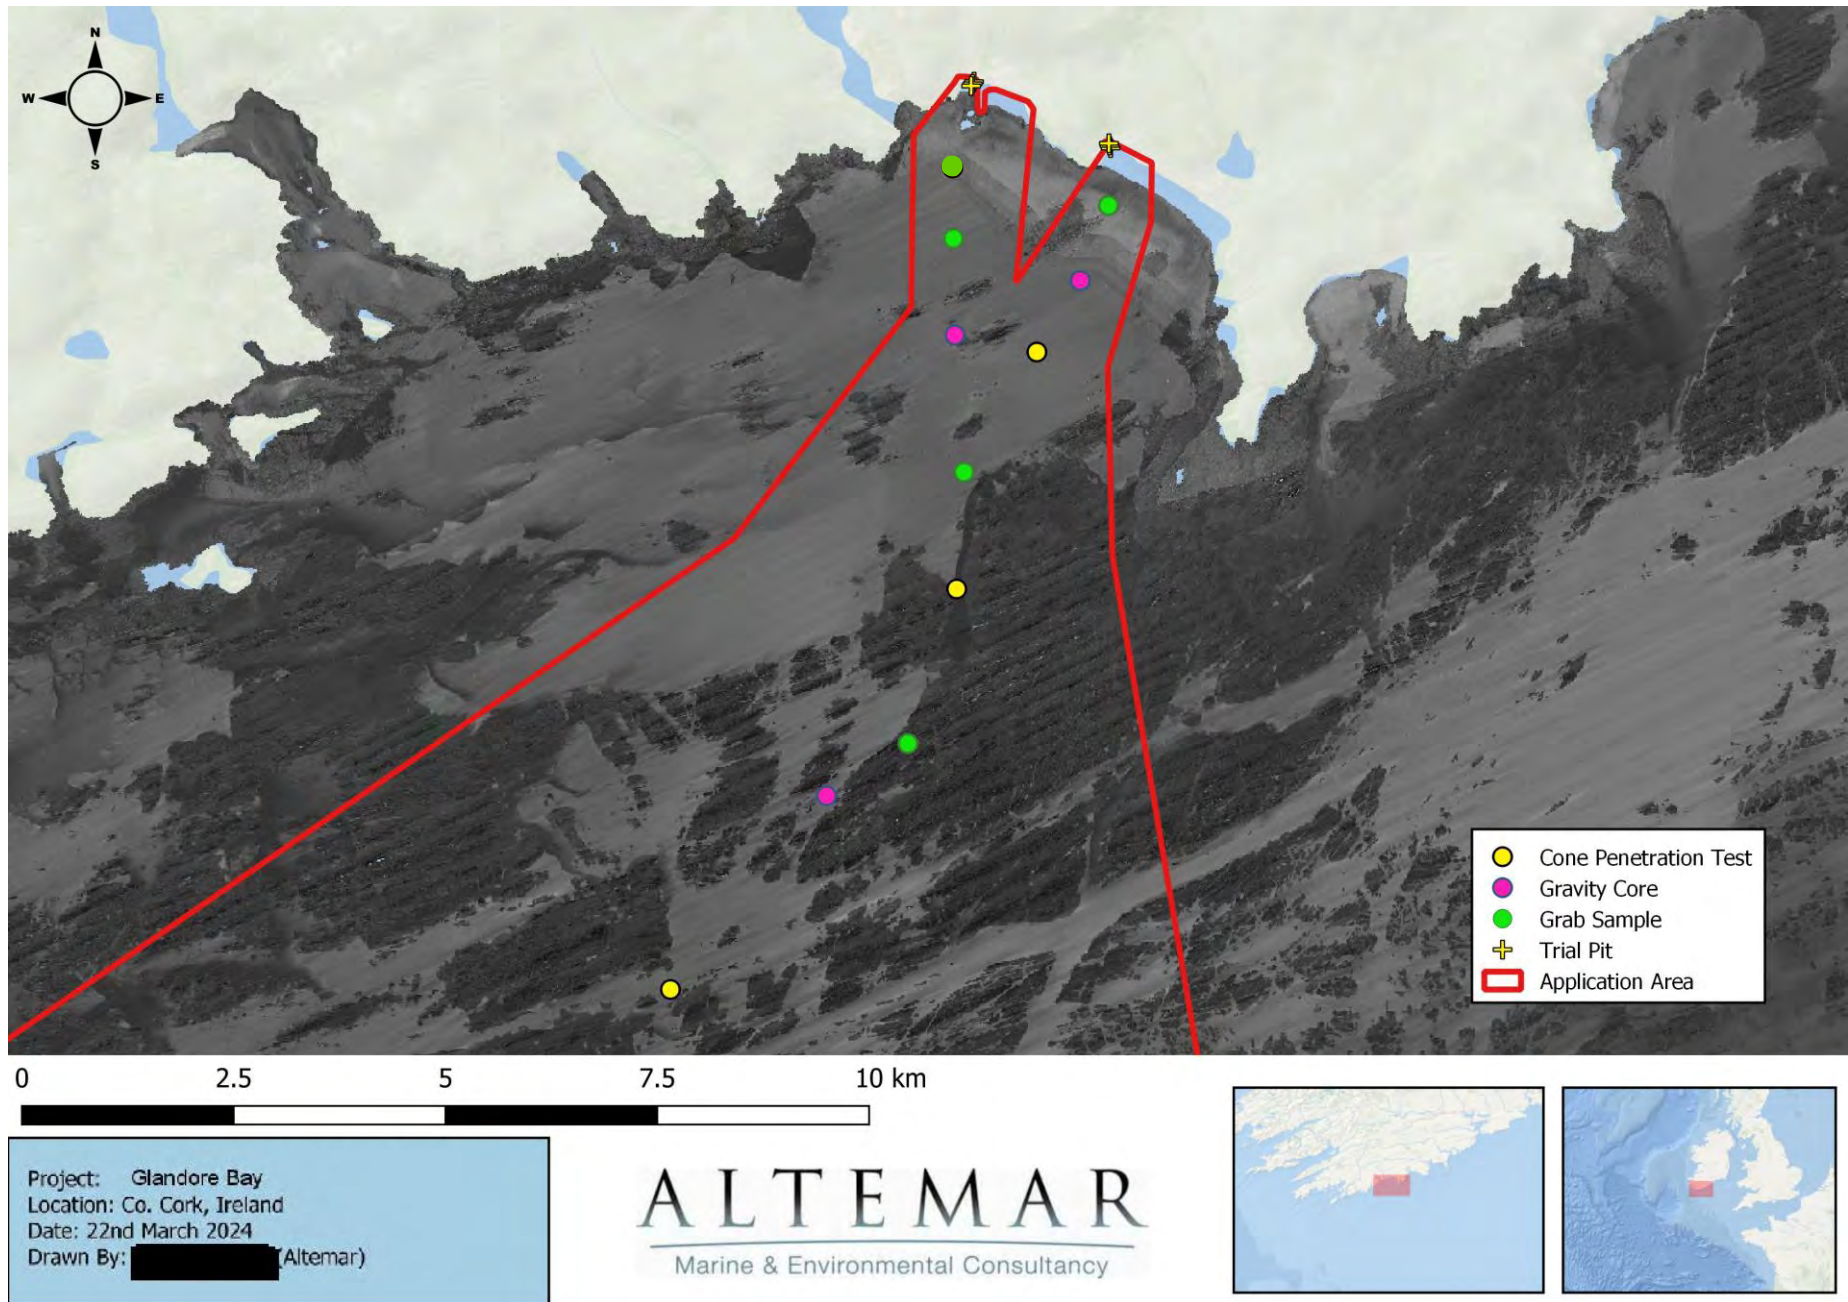 N
W E
S
Cone Penetration Test
Gravity Core
Grab Sample
Trial Pit
Application Area
0 2.5 5 7.5 10 km
Project: Glandore Bay
Location: Co. Cork, Ireland
Date: 22nd March 2024
Drawn By: (Altemar)
ALTEMAR
Marine & Environmental Consultancy